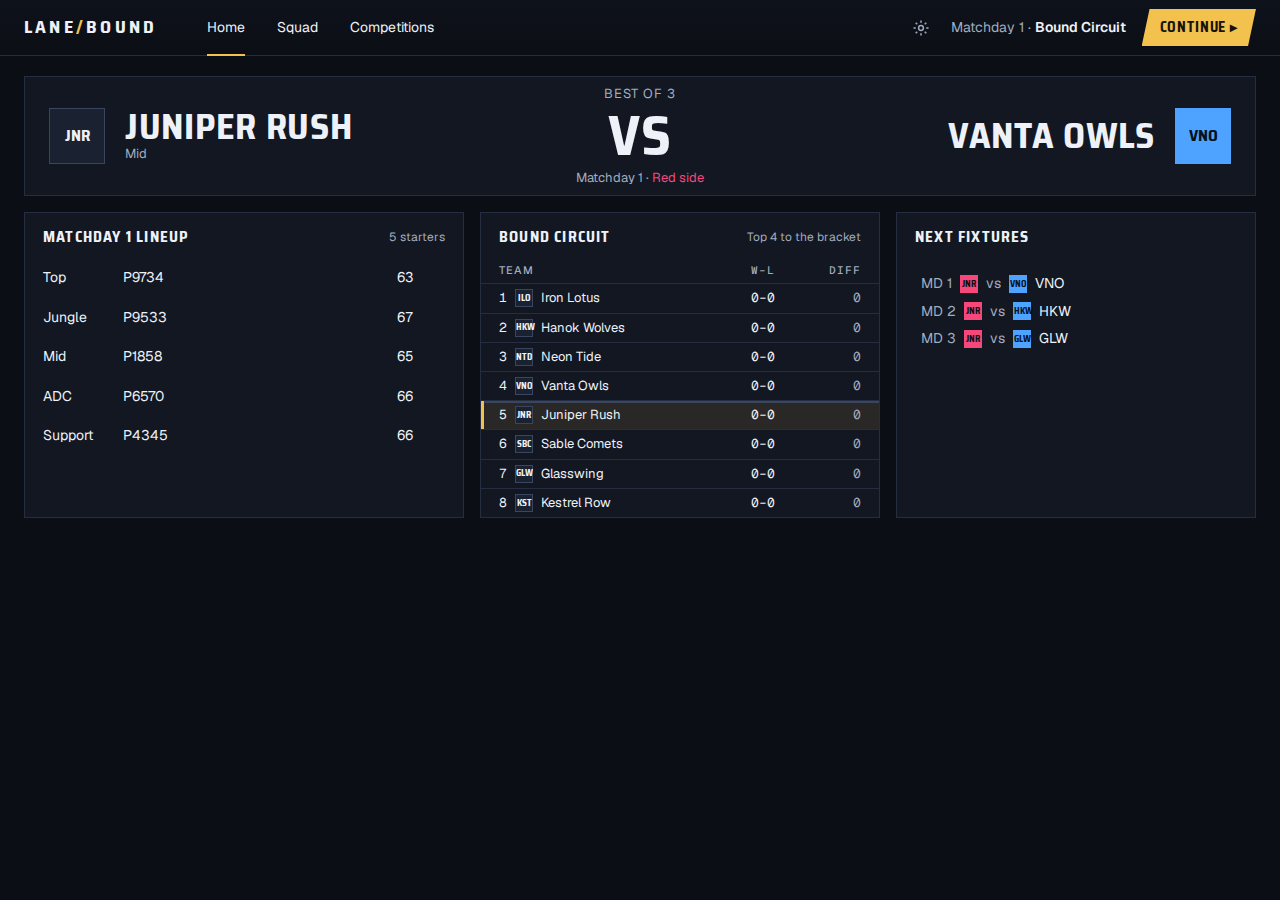 LANE/BOUND
Home Squad Competitions
Matchday 1 · Bound Circuit
CONTINUE ▸
BEST OF 3
JNR JUNIPER RUSH
Mid
VS
Matchday 1 · Red side
VANTA OWLS VNO
MATCHDAY 1 LINEUP 5 starters
Top P9734 63
Jungle P9533 67
Mid P1858 65
ADC P6570 66
Support P4345 66
BOUND CIRCUIT Top 4 to the bracket
TEAM W-L DIFF
1 ILO Iron Lotus 0-0 0
2 HKW Hanok Wolves 0-0 0
3 NTD Neon Tide 0-0 0
4 VNO Vanta Owls 0-0 0
5 JNR Juniper Rush 0-0 0
6 SBC Sable Comets 0-0 0
7 GLW Glasswing 0-0 0
8 KST Kestrel Row 0-0 0
NEXT FIXTURES
MD 1 JNR vs VNO VNO
MD 2 JNR vs HKW HKW
MD 3 JNR vs GLW GLW